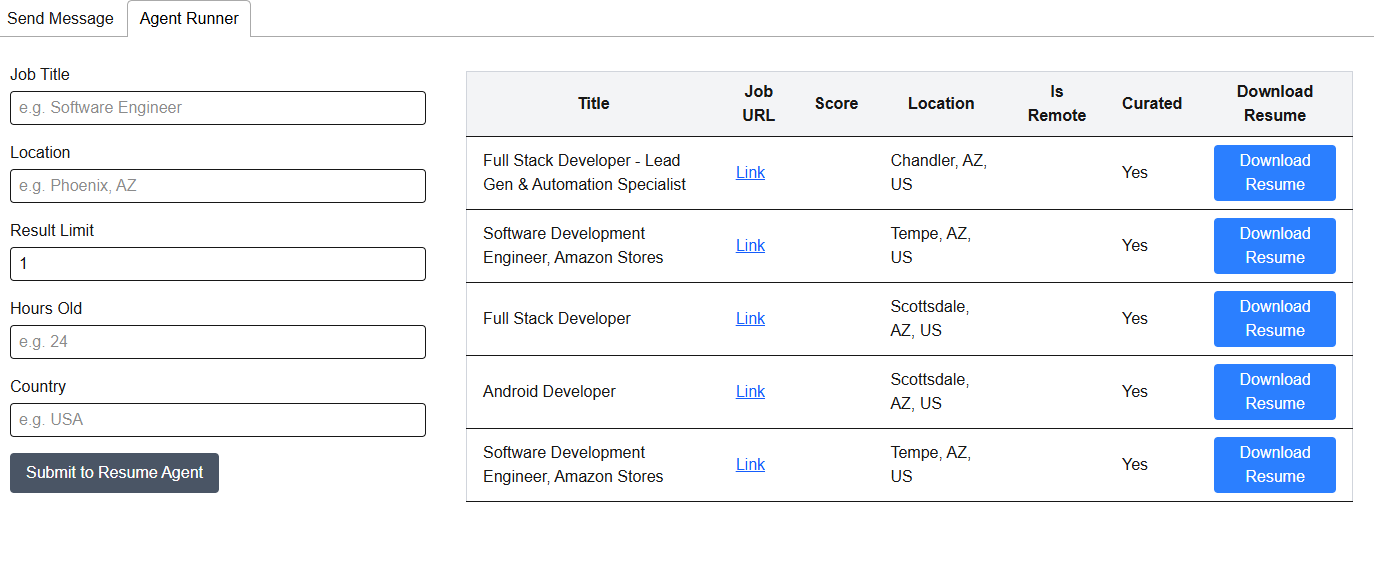 Send Message
Agent Runner
Job Title
e.g. Software Engineer
Location
e.g. Phoenix, AZ
Result Limit
1
Hours Old
e.g. 24
Country
e.g. USA
Submit to Resume Agent
Title
Job
URL
Score
Location
Is
Remote
Curated
Download
Resume
Full Stack Developer - Lead
Gen & Automation Specialist
Link
Chandler, AZ,
US
Yes
Download
Resume
Software Development
Engineer, Amazon Stores
Link
Tempe, AZ,
US
Yes
Download
Resume
Full Stack Developer
Link
Scottsdale,
AZ, US
Yes
Download
Resume
Android Developer
Link
Scottsdale,
AZ, US
Yes
Download
Resume
Software Development
Engineer, Amazon Stores
Link
Tempe, AZ,
US
Yes
Download
Resume